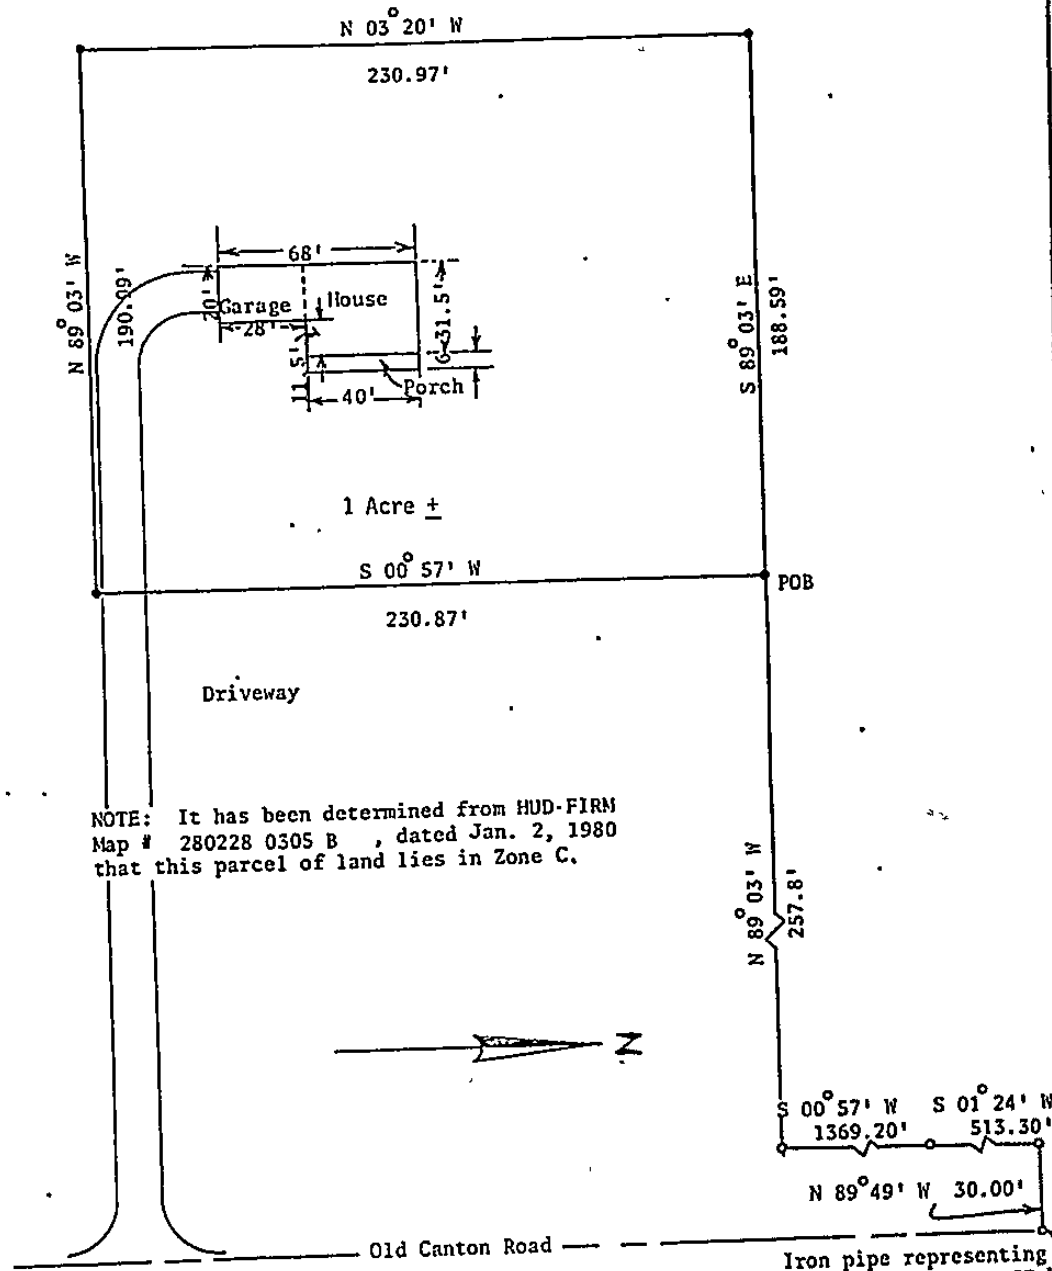 N 03° 20' W
230.97'
N 89° 03' W
S 89° 03' E
188.59'
68'
20'
Garage
House
28'
31.5'
6'
11.5'
Porch
40'
1 Acre ±
S 00° 57' W
230.87'
POB
Driveway
NOTE: It has been determined from HUD-FIRM
Map # 280228 0305 B , dated Jan. 2, 1980
that this parcel of land lies in Zone C.
N 89° 03' W
257.8'
N
S 00° 57' W
1369.20'
S 01° 24' W
513.30'
N 89° 49' W 30.00'
Old Canton Road
Iron pipe representing